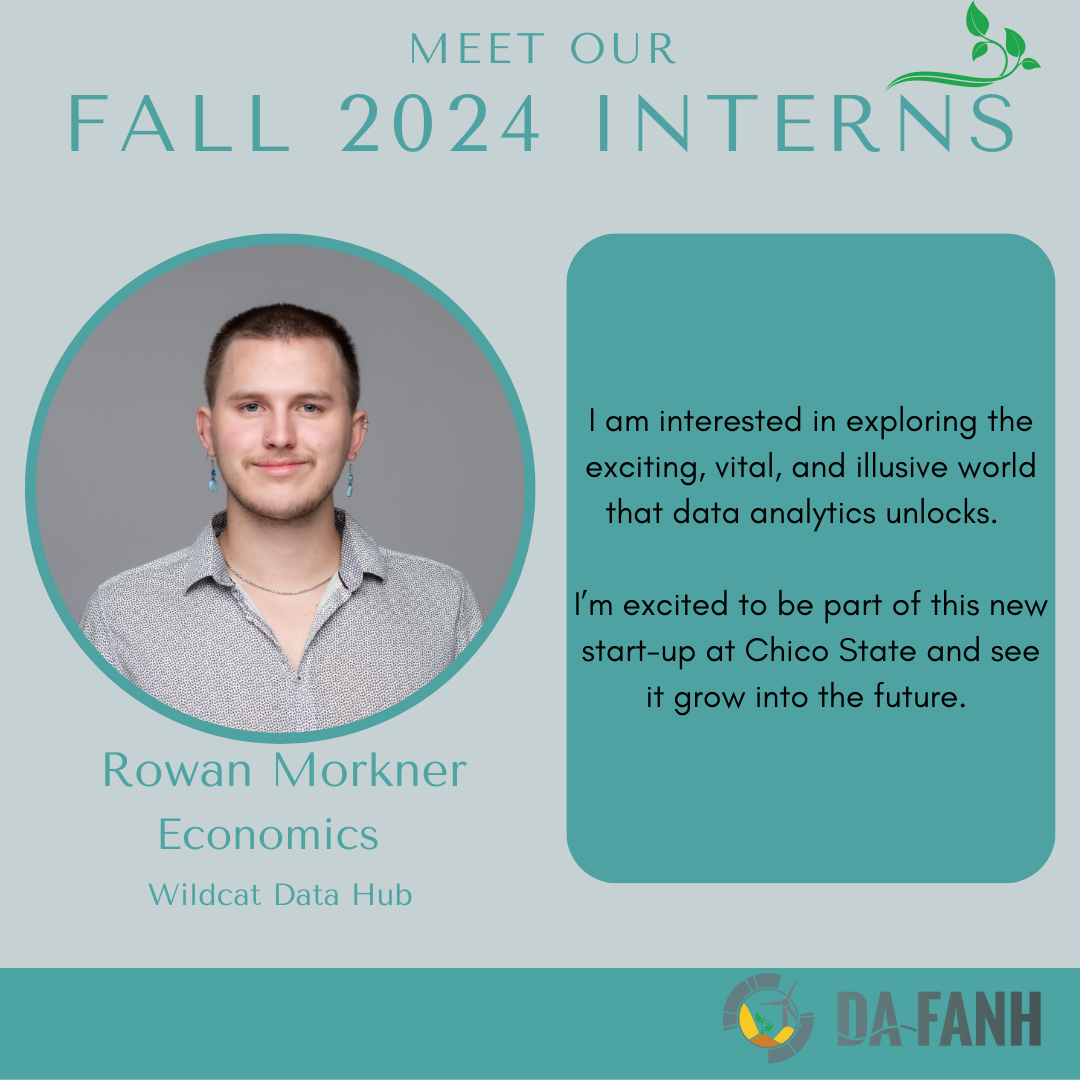 MEET OUR
FALL 2024 INTERNS
I am interested in exploring the
exciting, vital, and illusive world
that data analytics unlocks.
I'm excited to be part of this new
start-up at Chico State and see
it grow into the future.
Rowan Morkner
Economics
Wildcat Data Hub
DA-FANH